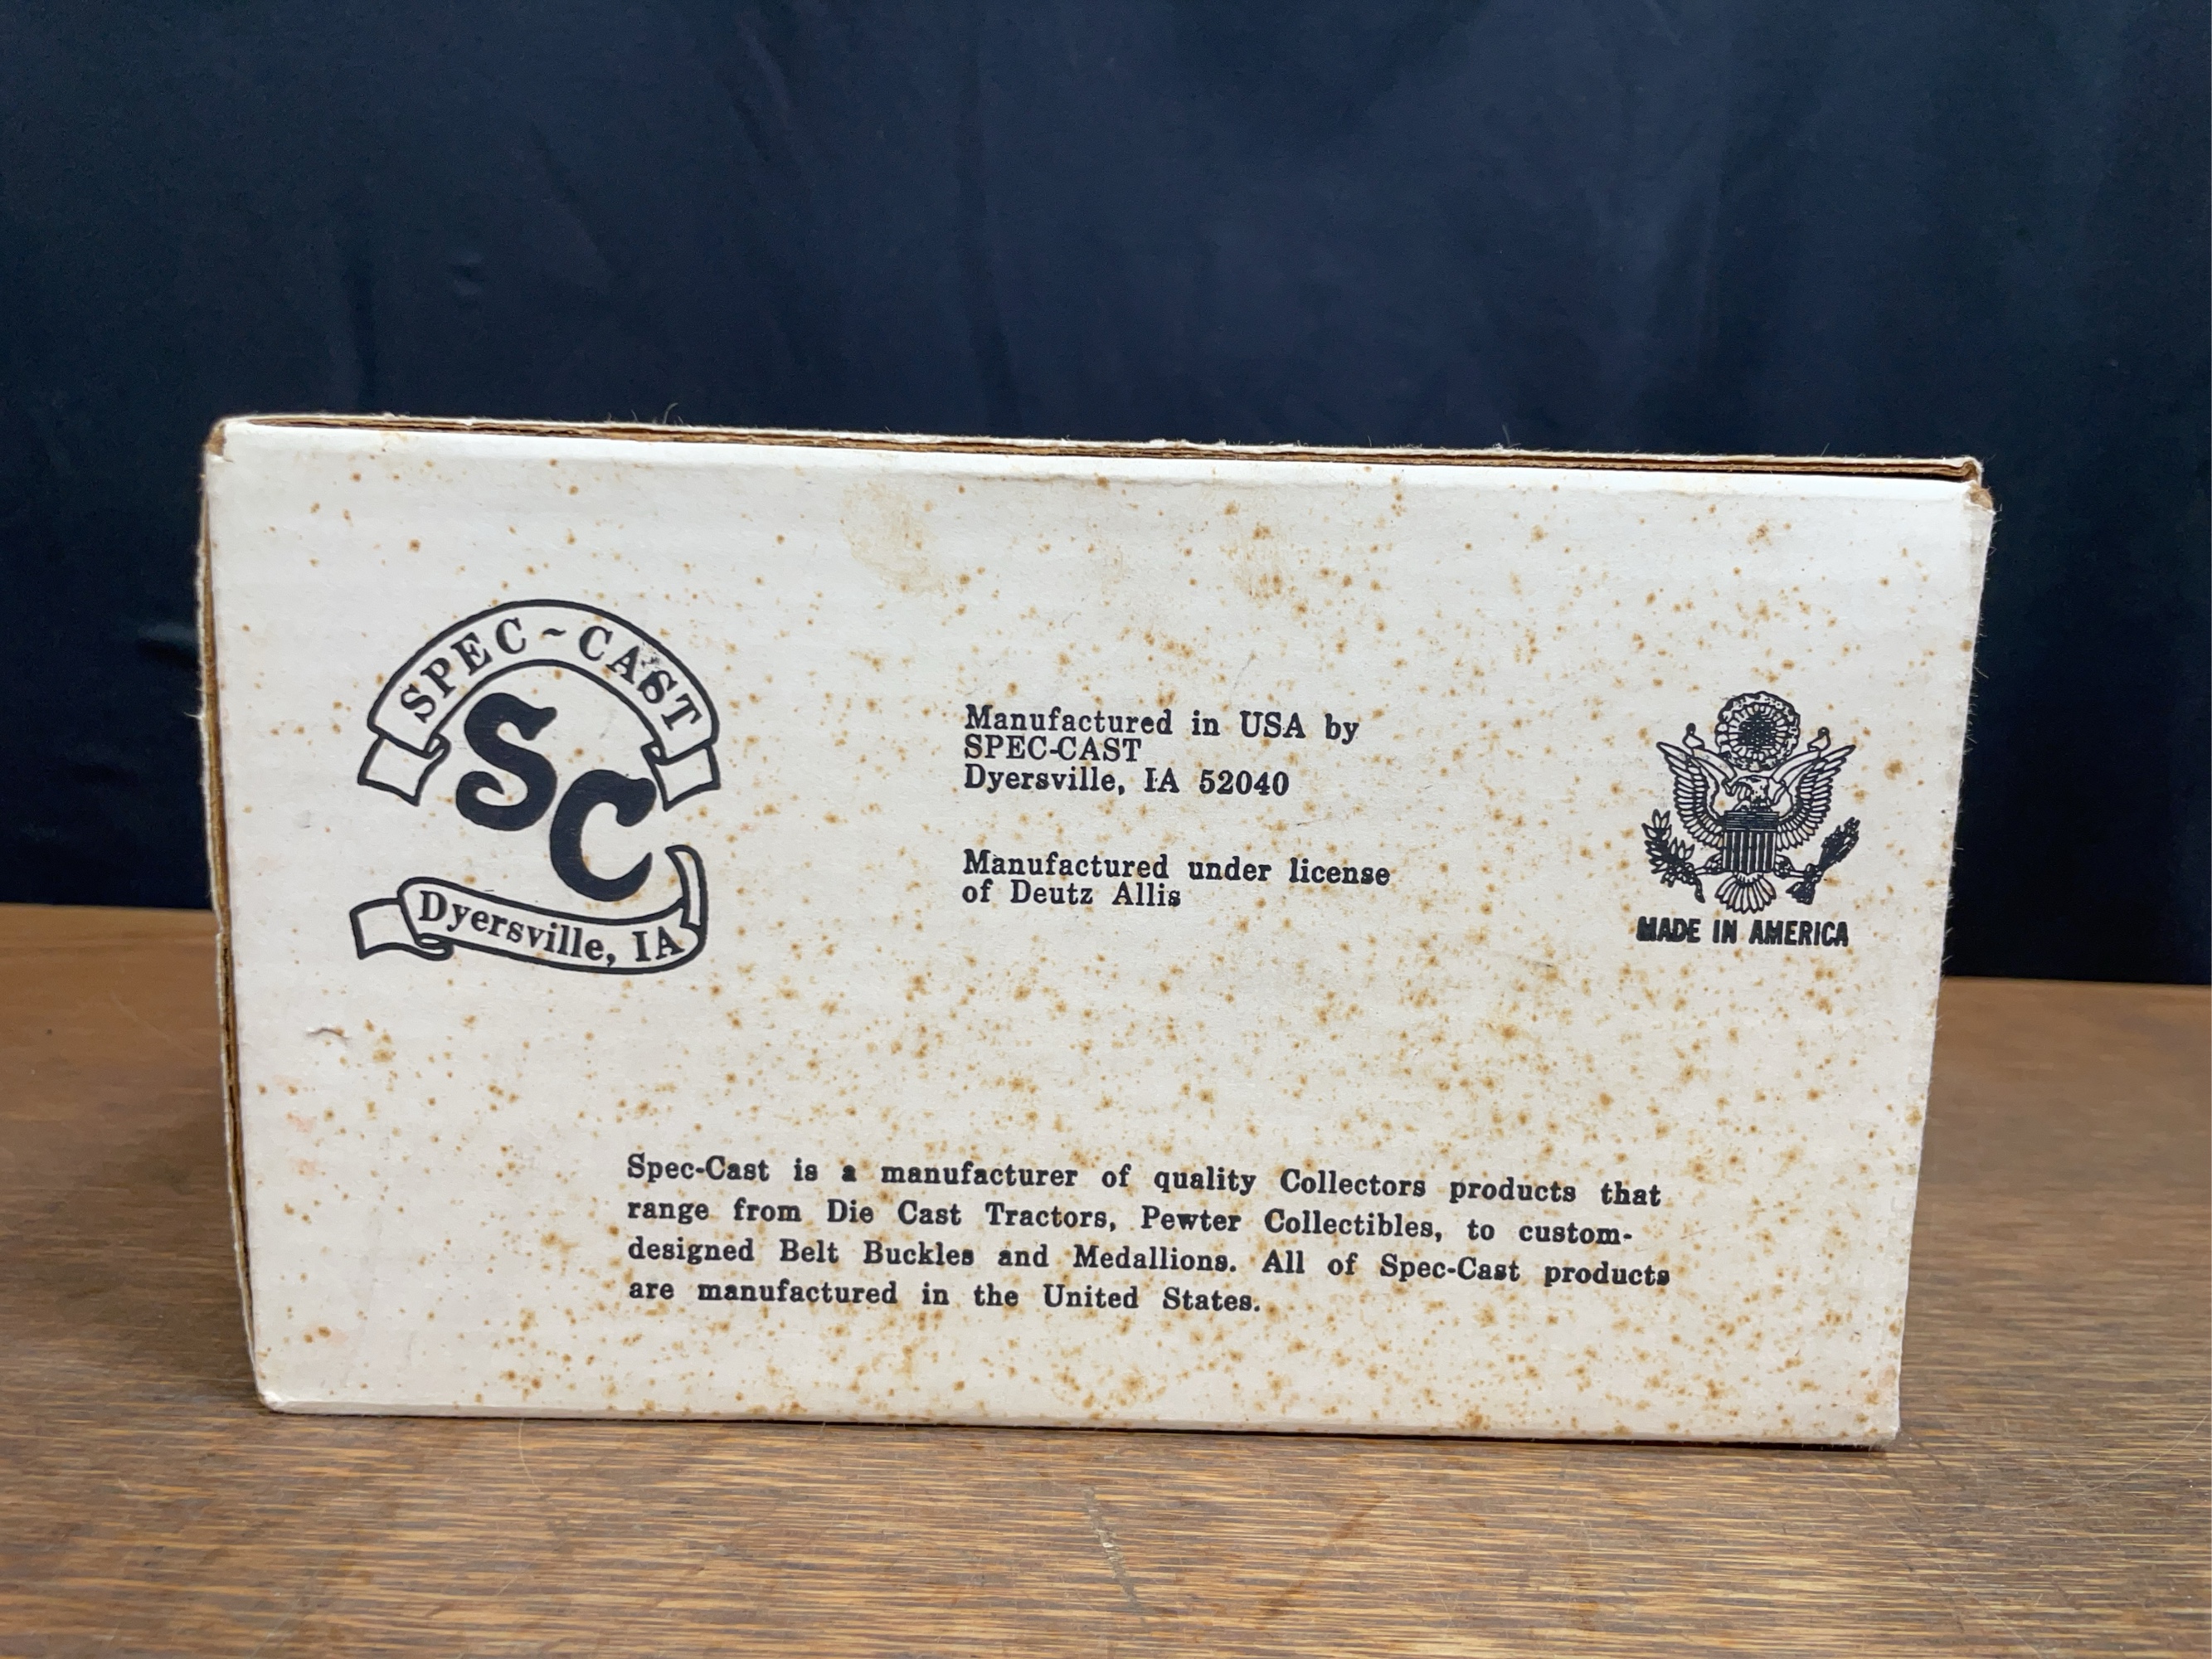 SPEC-CAST
SC
Dyersville, IA
Manufactured in USA by
SPEC-CAST
Dyersville, IA 52040
Manufactured under license
of Deutz Allis
MADE IN AMERICA
Spec-Cast is a manufacturer of quality Collectors products that
range from Die Cast Tractors, Pewter Collectibles, to custom-
designed Belt Buckles and Medallions. All of Spec-Cast products
are manufactured in the United States.